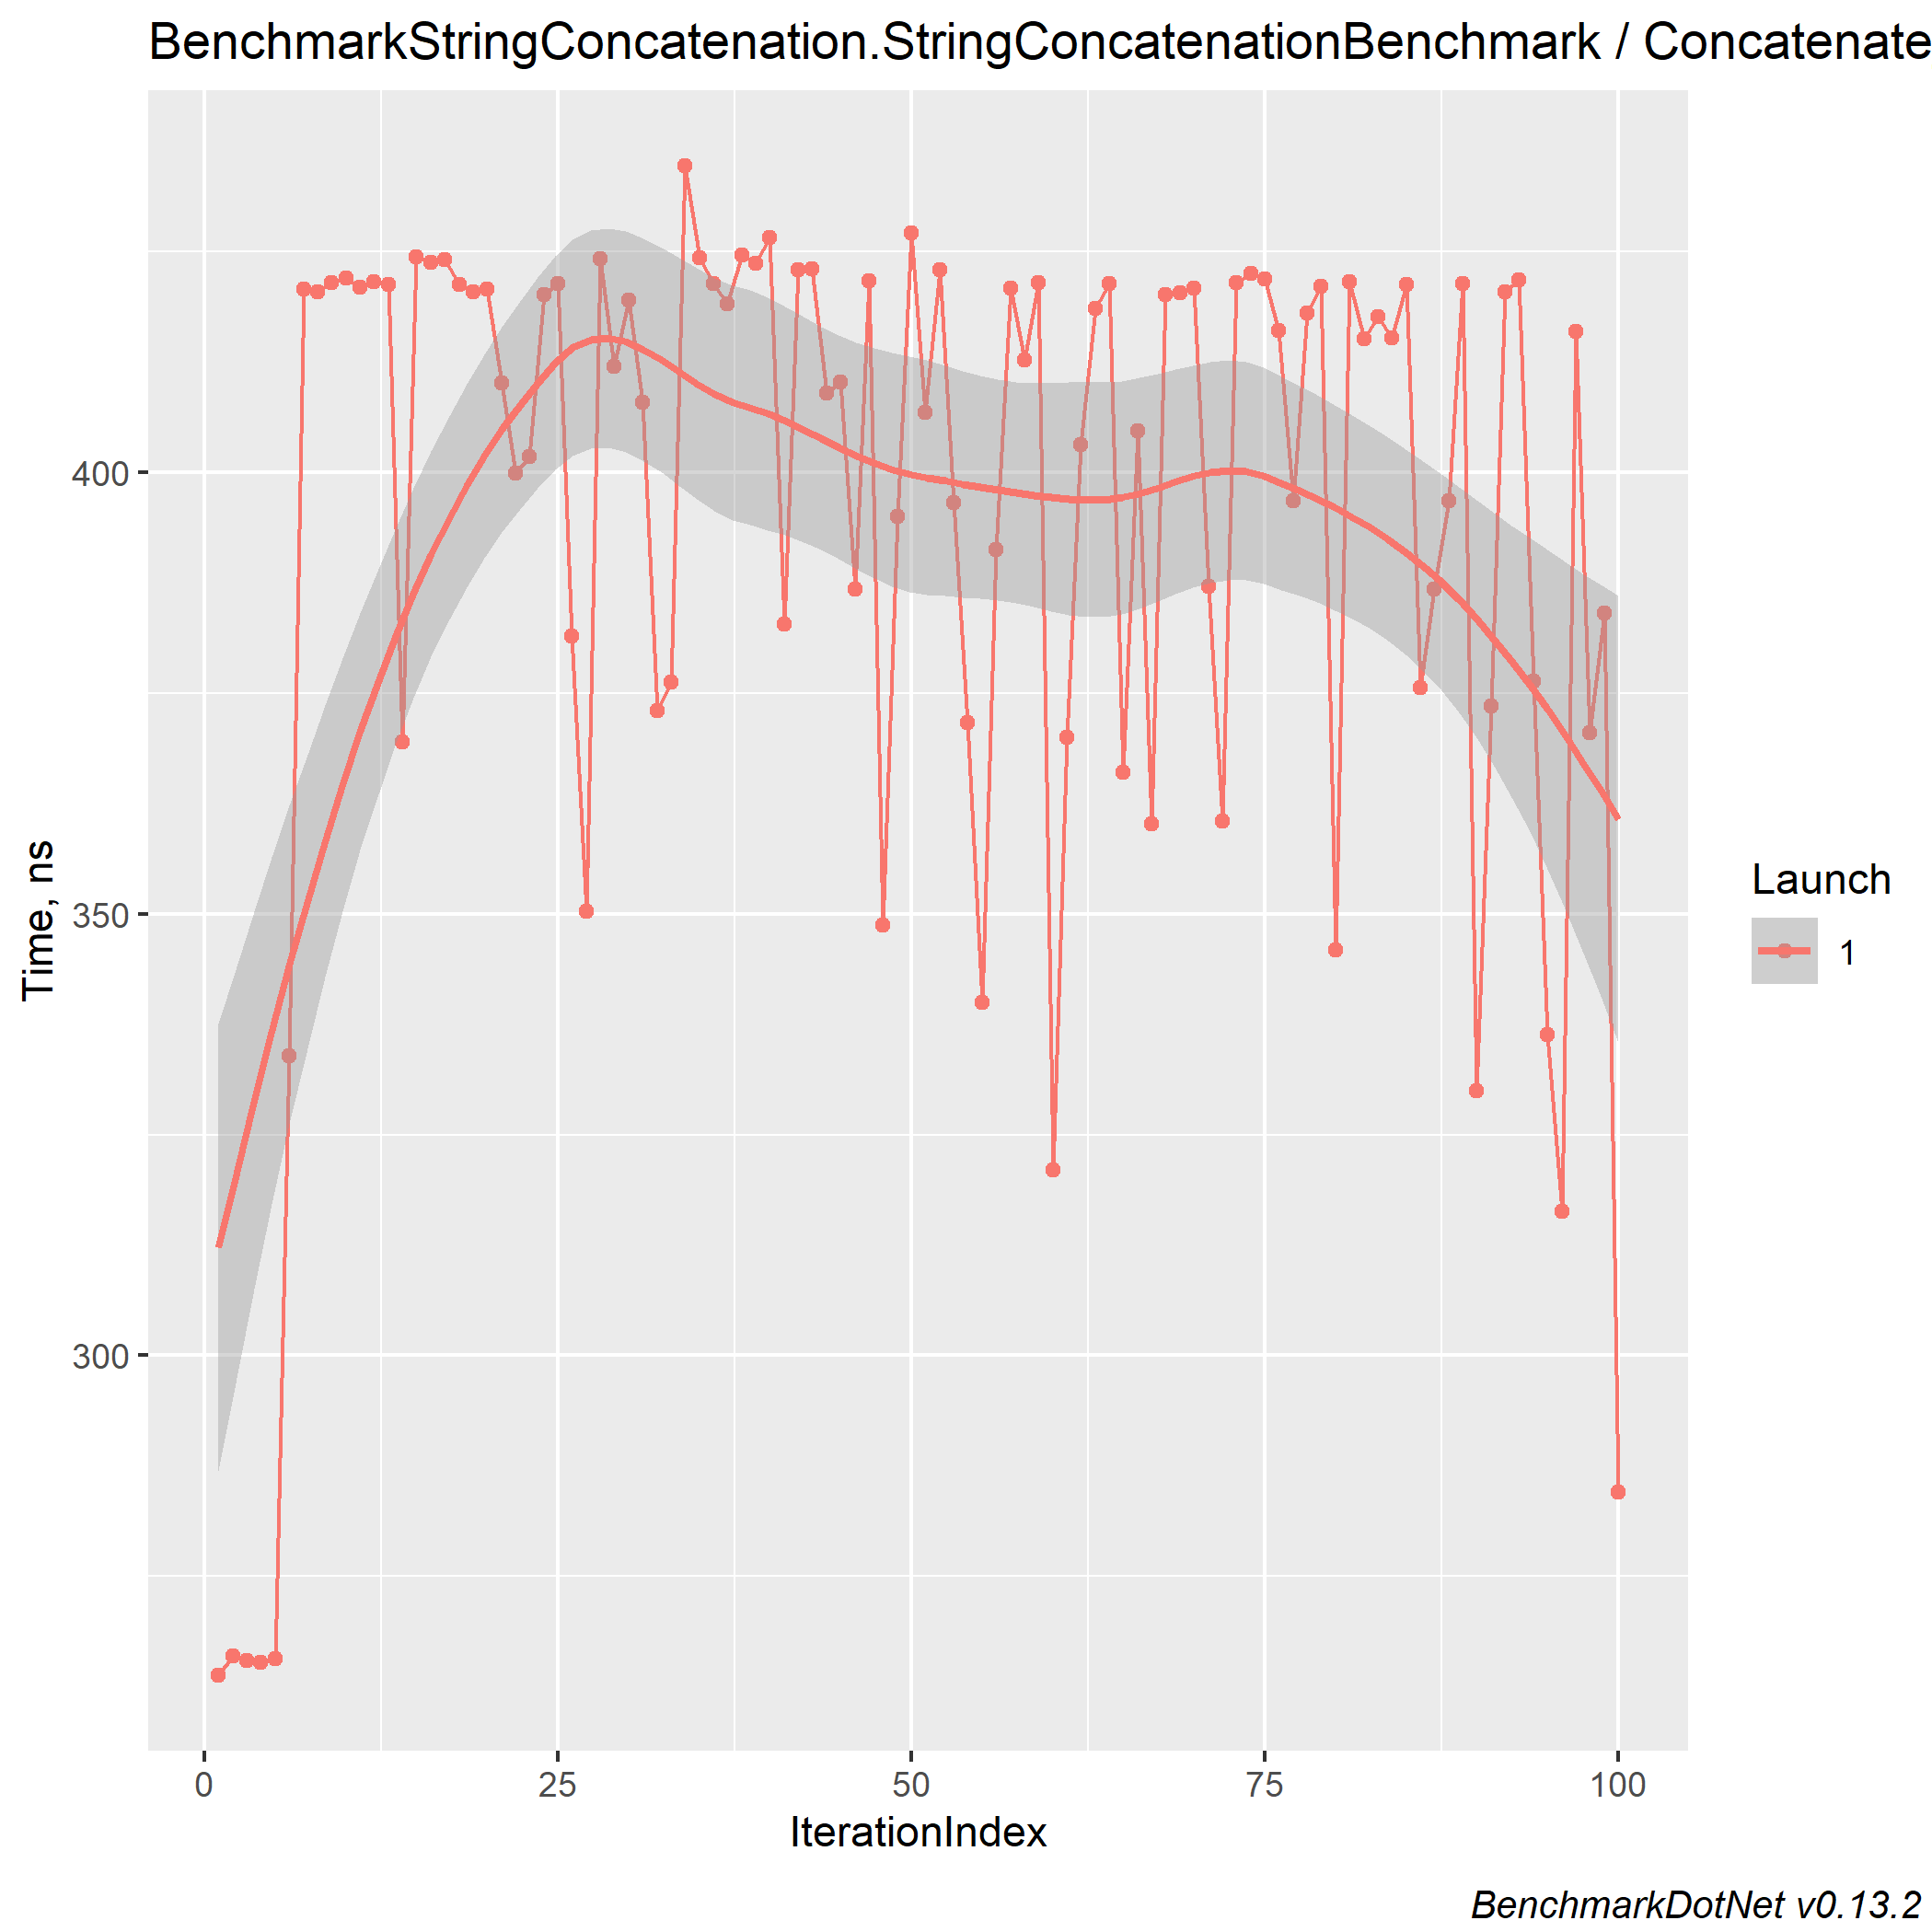 BenchmarkStringConcatenation.StringConcatenationBenchmark / Concatenate
Time, ns
400
350
300
0 25 50 75 100
IterationIndex
Launch
1
BenchmarkDotNet v0.13.2